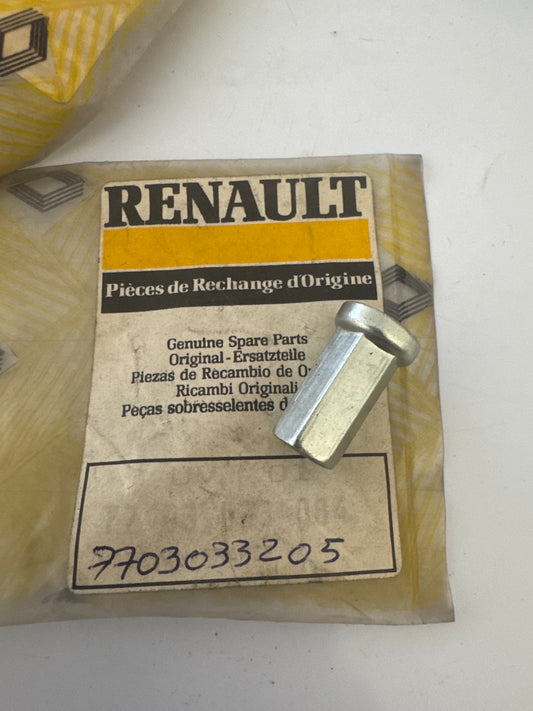 RENAULT
Pièces de Rechange d'Origine
Genuine Spare Parts
Original-Ersatzteile
Piezas de Recambio de
Ricambi Originali
Peças sobresselentes
7703033205